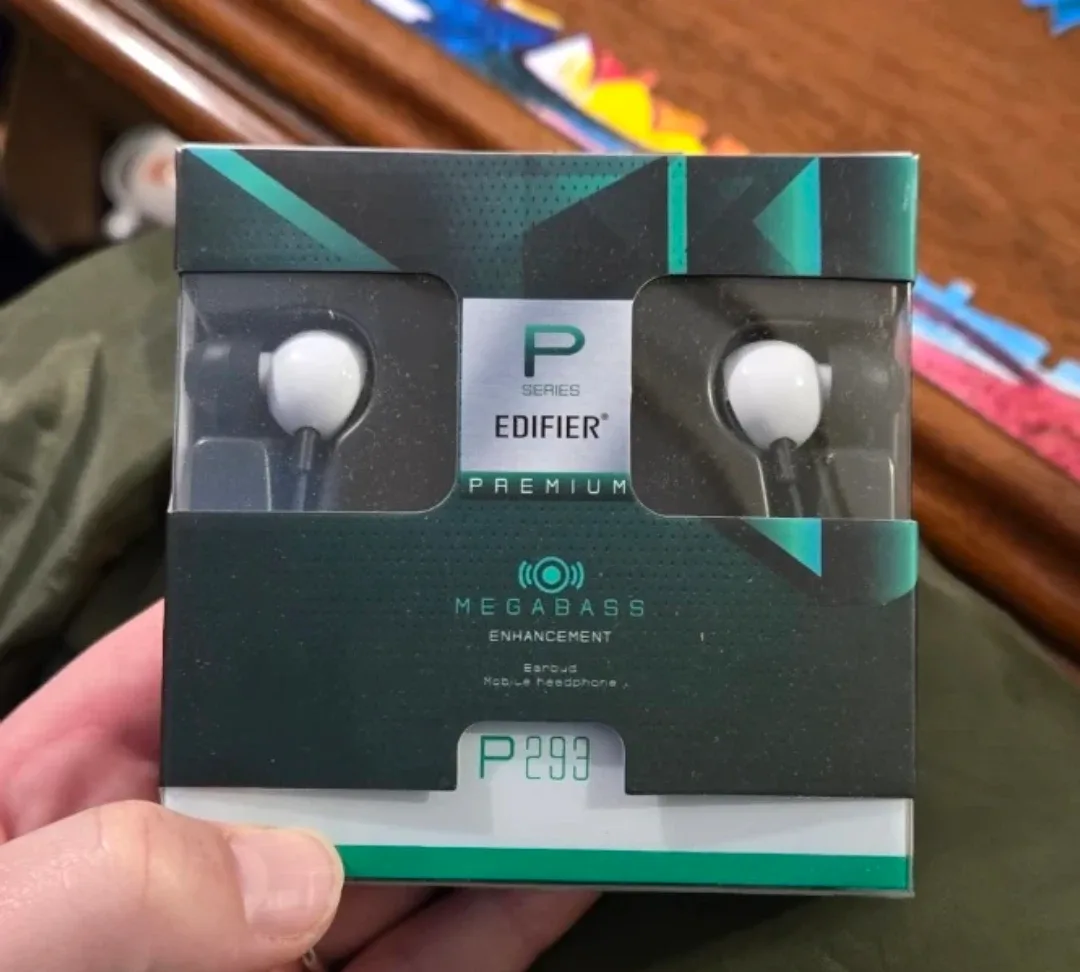 P
SERIES
EDIFIER®
PREMIUM
MEGABASS
ENHANCEMENT
Earbud
Mobile headphone
P293